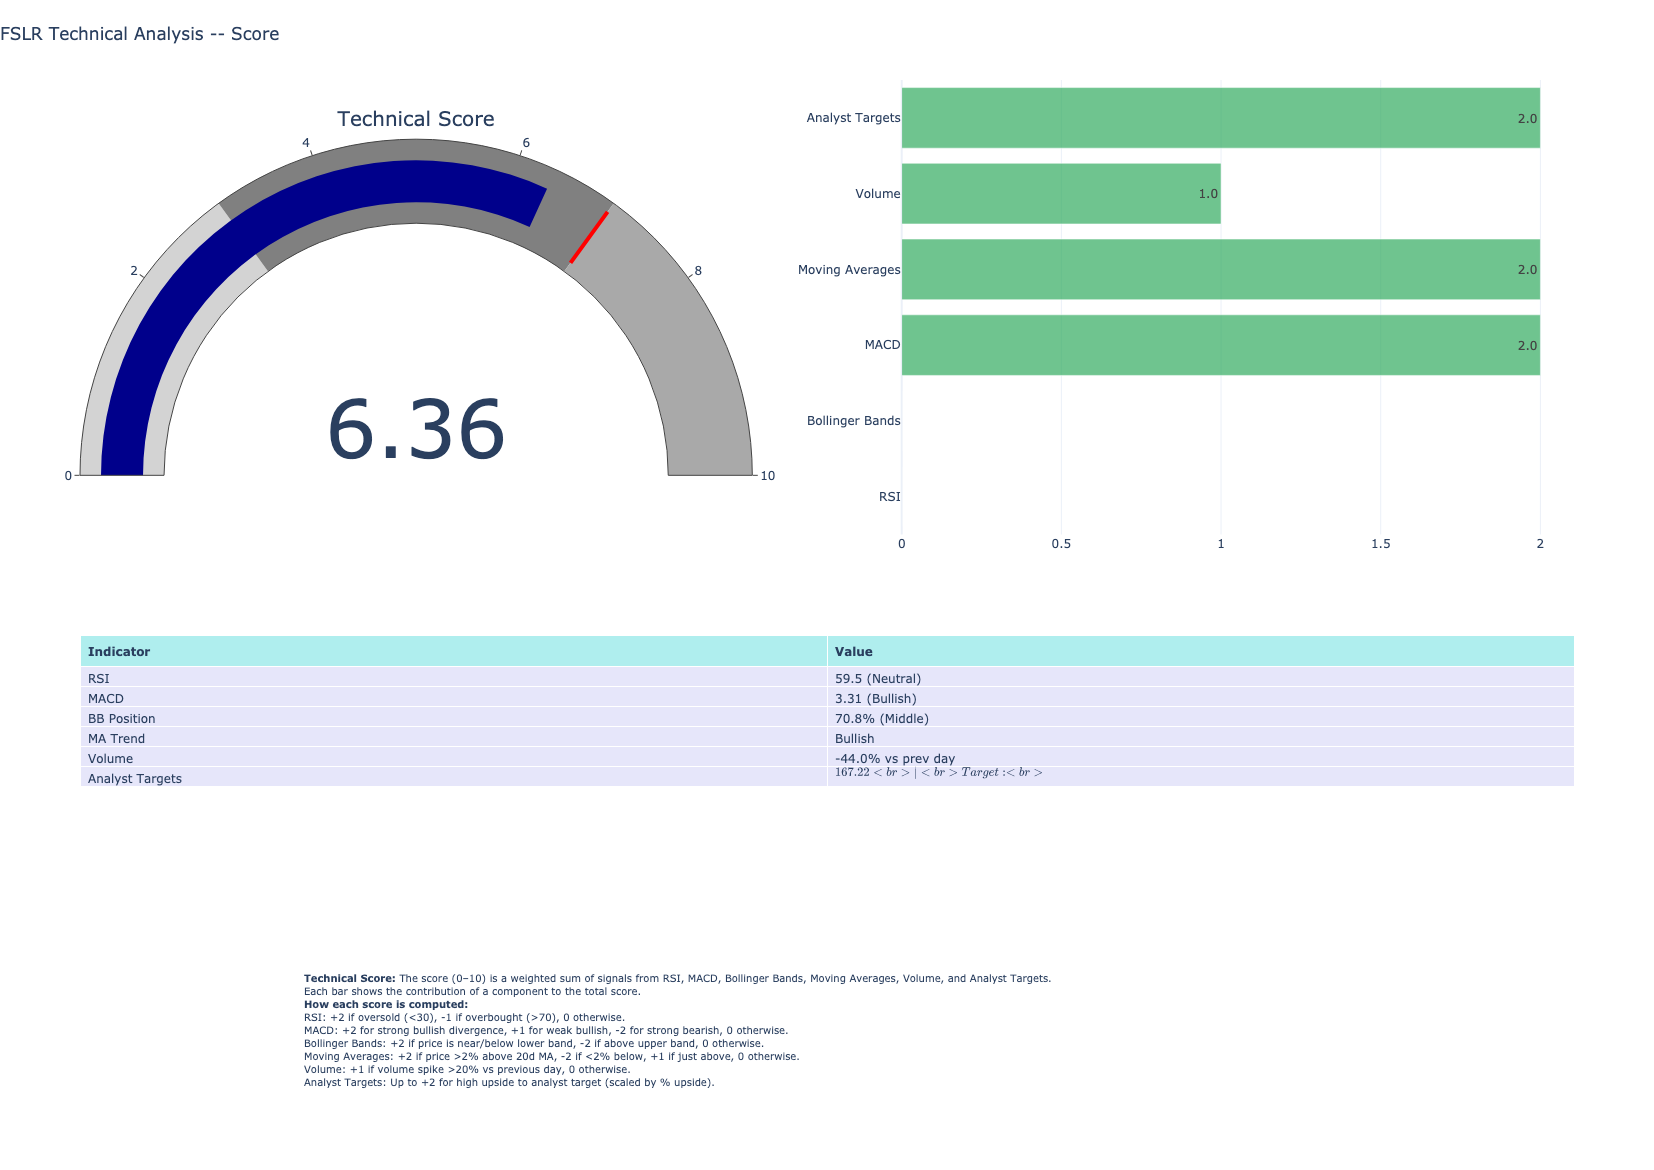 FSLR Technical Analysis -- Score
Technical Score
0
2
4
6
8
10
6.36
Analyst Targets
2.0
Volume
1.0
Moving Averages
2.0
MACD
2.0
Bollinger Bands
RSI
0
0.5
1
1.5
2
Indicator
Value
RSI
59.5 (Neutral)
MACD
3.31 (Bullish)
BB Position
70.8% (Middle)
MA Trend
Bullish
Volume
-44.0% vs prev day
Analyst Targets
167.22 < br > | < br > Target :< br >
Technical Score: The score (0–10) is a weighted sum of signals from RSI, MACD, Bollinger Bands, Moving Averages, Volume, and Analyst Targets.
Each bar shows the contribution of a component to the total score.
How each score is computed:
RSI: +2 if oversold (<30), -1 if overbought (>70), 0 otherwise.
MACD: +2 for strong bullish divergence, +1 for weak bullish, -2 for strong bearish, 0 otherwise.
Bollinger Bands: +2 if price is near/below lower band, -2 if above upper band, 0 otherwise.
Moving Averages: +2 if price >2% above 20d MA, -2 if <2% below, +1 if just above, 0 otherwise.
Volume: +1 if volume spike >20% vs previous day, 0 otherwise.
Analyst Targets: Up to +2 for high upside to analyst target (scaled by % upside).